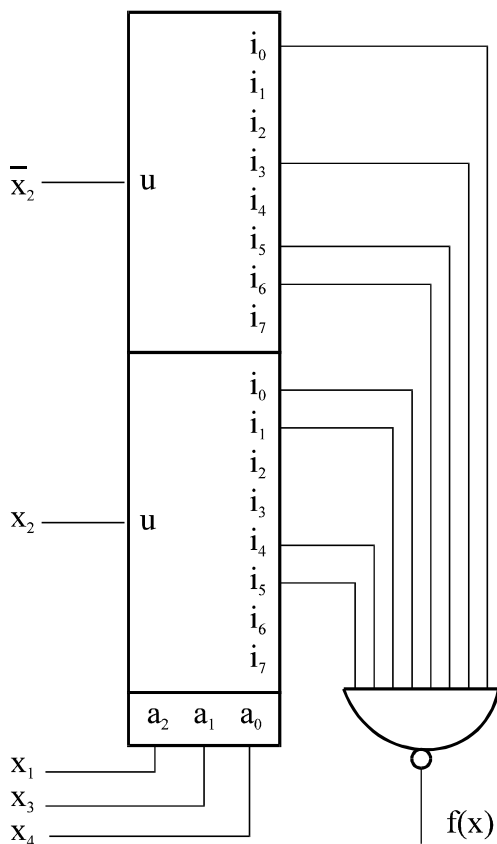 i₀
i₁
i₂
x̅₂ u i₃
i₄
i₅
i₆
i₇
i₀
i₁
i₂
i₃
x₂ u
i₄
i₅
i₆
i₇
a₂ a₁ a₀
x₁
x₃
x₄ f(x)